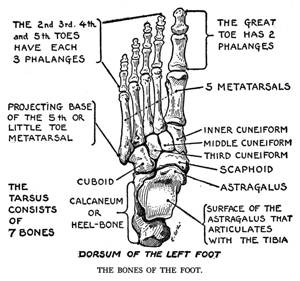 THE 2nd 3rd. 4th
and 5th TOES
HAVE EACH
3 PHALANGES
THE GREAT
TOE HAS 2
PHALANGES
5 METATARSALS
PROJECTING BASE
OF THE 5th OR
LITTLE TOE
METATARSAL
INNER CUNEIFORM
MIDDLE CUNEIFORM
THIRD CUNEIFORM
SCAPHOID
ASTRAGALUS
CUBOID
THE
TARSUS
CONSISTS
OF
7 BONES
CALCANEUM
OR
HEEL-BONE
SURFACE OF THE
ASTRAGALUS THAT
ARTICULATES
WITH THE TIBIA
DORSUM OF THE LEFT FOOT
THE BONES OF THE FOOT.